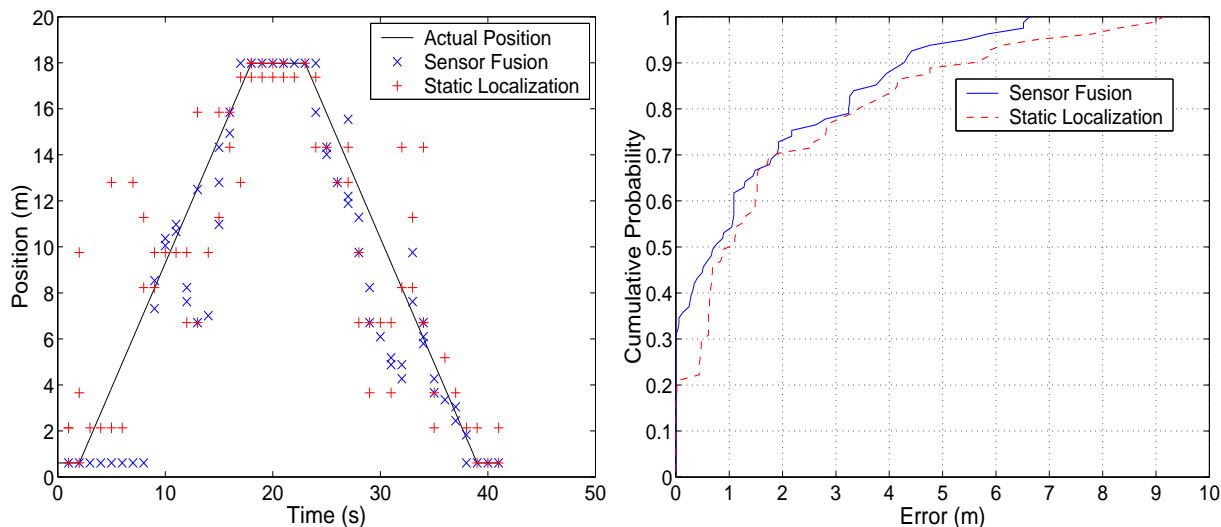 20
18
16
14
12
10
8
6
4
2
0
0 10 20 30 40 50
Position (m)
Time (s)
Actual Position
Sensor Fusion
Static Localization
1
0.9
0.8
0.7
0.6
0.5
0.4
0.3
0.2
0.1
0
0 1 2 3 4 5 6 7 8 9 10
Cumulative Probability
Error (m)
Sensor Fusion
Static Localization